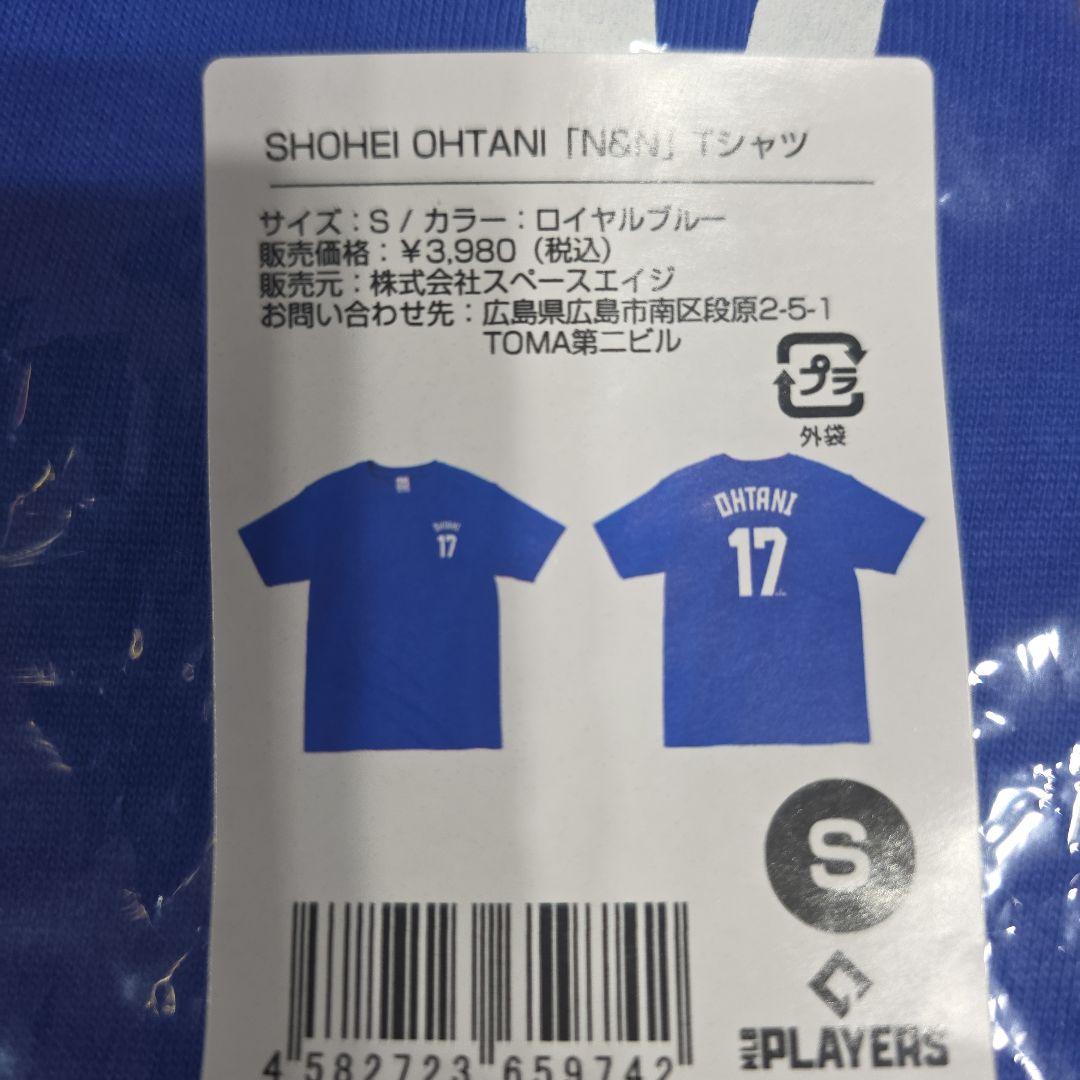 SHOHEI OHTANI「N&N」Tシャツ
サイズ：S / カラー：ロイヤルブルー
販売価格：￥3,980（税込）
販売元：株式会社スペースエイジ
お問い合わせ先：広島県広島市南区段原2-5-1
TOMA第二ビル
プラ
外袋
OHTANI
17
OHTANI
17
S
MLB PLAYERS
4 582723 659742